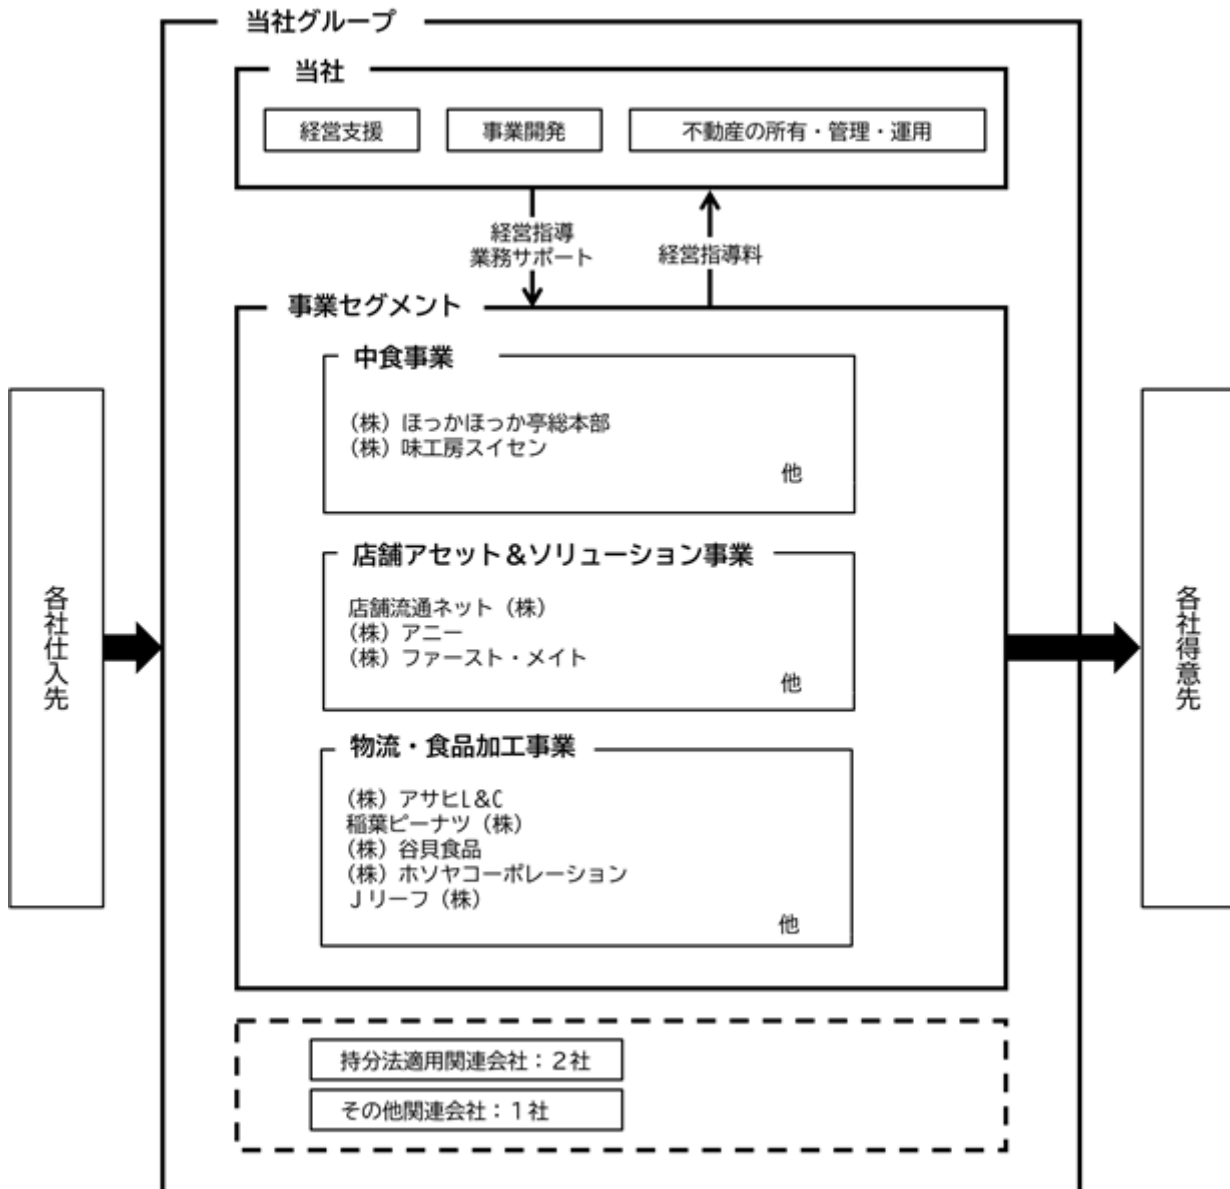 当社グループ
当社
経営支援
事業開発
不動産の所有・管理・運用
経営指導
業務サポート
経営指導料
事業セグメント
中食事業
(株)ほっかほっか亭総本部
(株)味工房スイセン
他
店舗アセット&ソリューション事業
店舗流通ネット(株)
(株)アニー
(株)ファースト・メイト
他
物流・食品加工事業
(株)アサヒL&C
稲葉ピーナツ(株)
(株)谷貝食品
(株)ホソヤコーポレーション
Jリーフ(株)
他
各社仕入先
各社得意先
持分法適用関連会社:2社
その他関連会社:1社